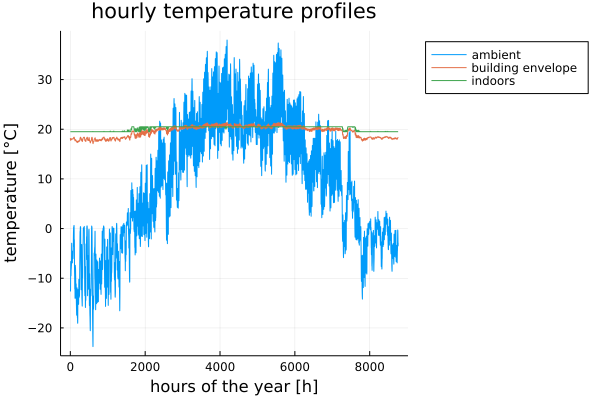 hourly temperature profiles
ambient
building envelope
indoors
temperature [°C]
30
20
10
0
−10
−20
0 2000 4000 6000 8000
hours of the year [h]